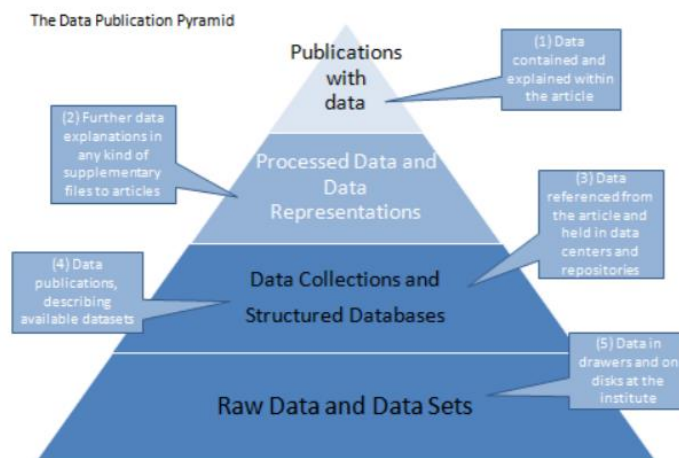 The Data Publication Pyramid
Publications
with
data
(1) Data
contained and
explained within
the article
(2) Further data
explanations in
any kind of
supplementary
files to articles
Processed Data and
Data
Representations
(3) Data
referenced from
the article and
held in data
centers and
repositories
(4) Data
publications,
describing
available datasets
Data Collections and
Structured Databases
(5) Data in
drawers and on
disks at the
institute
Raw Data and Data Sets